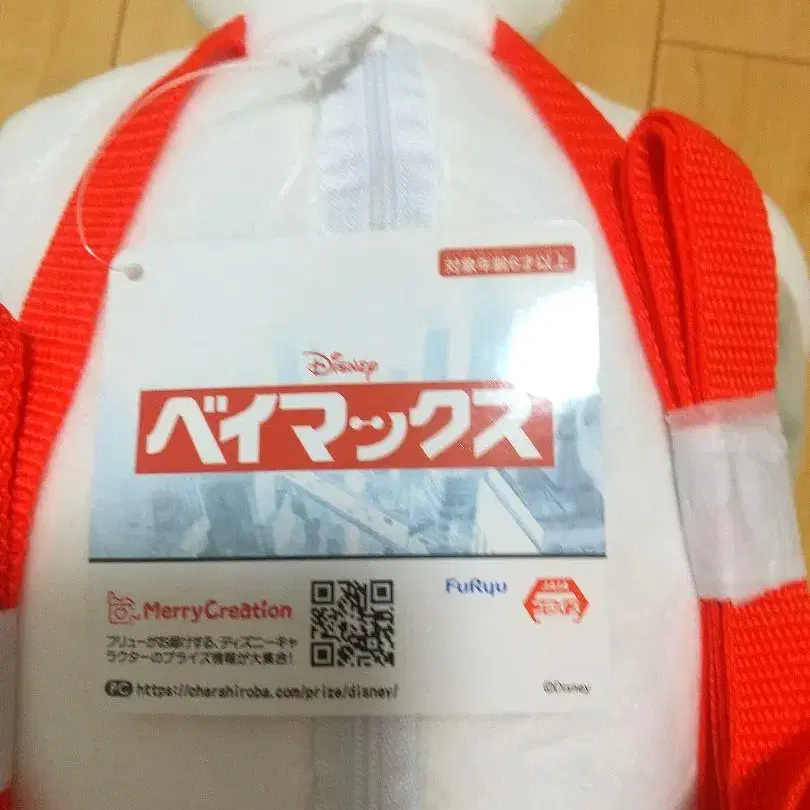 対象年齢6才以上
Disney
ベイマックス
MerryCreation
フリューがお届けする、ディズニーキャ
ラクターのプライズ情報が大集合!
FuRyu
PC https://charahiroba.com/prize/disney/
©Disney